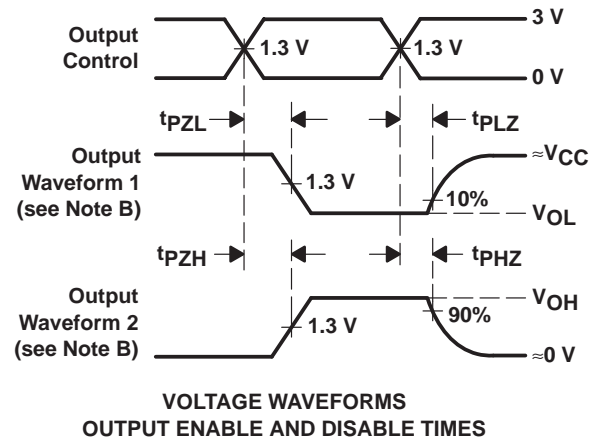 3 V
Output
Control
1.3 V
1.3 V
0 V
tPZL
tPLZ
Output
Waveform 1
(see Note B)
≈VCC
1.3 V
10%
VOL
tPZH
tPHZ
Output
Waveform 2
(see Note B)
VOH
90%
1.3 V
≈0 V
VOLTAGE WAVEFORMS
OUTPUT ENABLE AND DISABLE TIMES